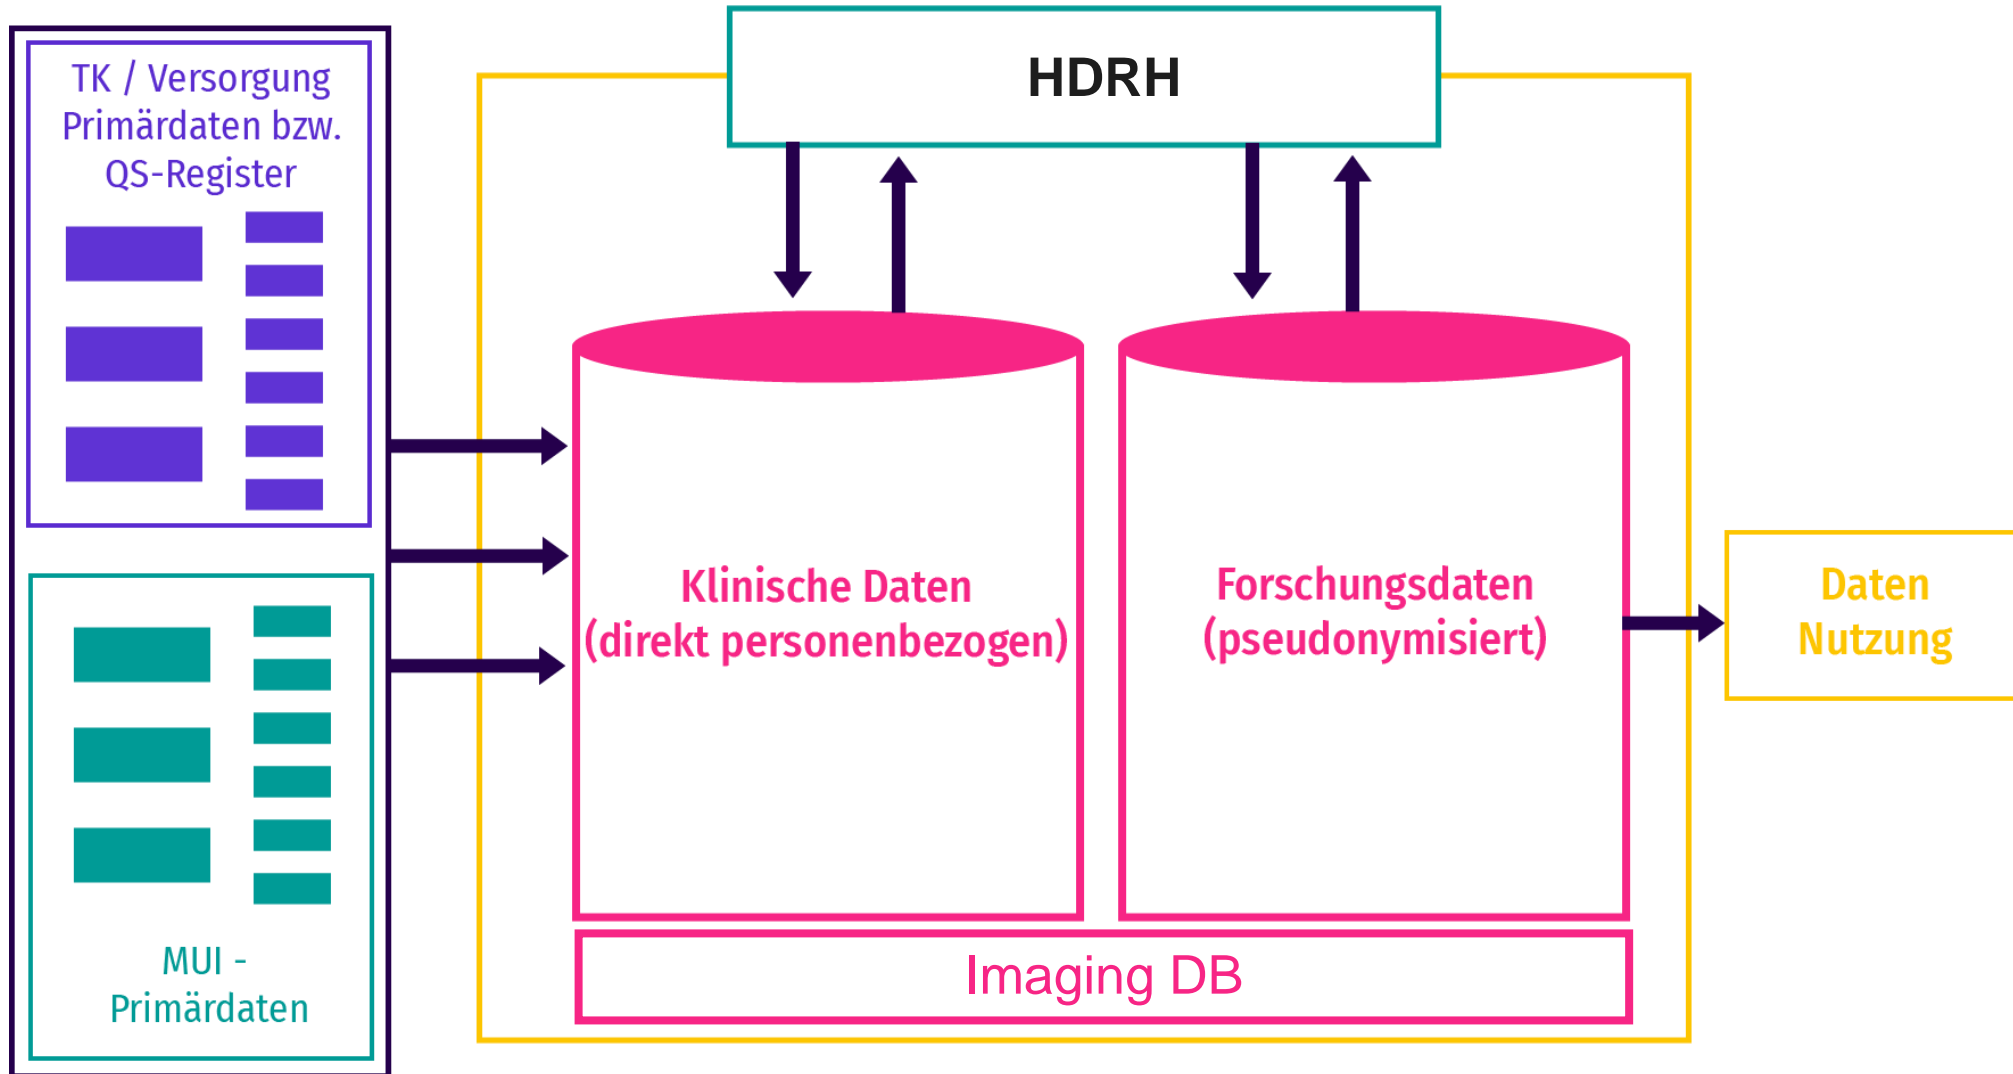 TK / Versorgung
Primärdaten bzw.
QS-Register
MUI -
Primärdaten
HDRH
Klinische Daten
(direkt personenbezogen)
Forschungsdaten
(pseudonymisiert)
Imaging DB
Daten
Nutzung